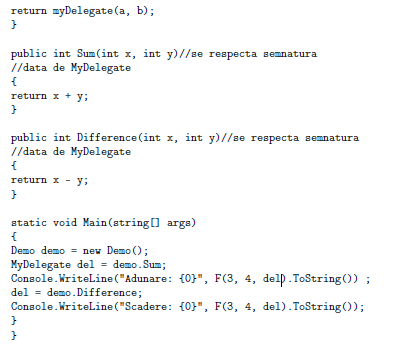 return myDelegate(a, b);
}
public int Sum(int x, int y)//se respecta semnatura
//data de MyDelegate
{
return x + y;
}
public int Difference(int x, int y)//se respecta semnatura
//data de MyDelegate
{
return x - y;
}
static void Main(string[] args)
{
Demo demo = new Demo();
MyDelegate del = demo.Sum;
Console.WriteLine("Adunare: {0}", F(3, 4, del).ToString()) ;
del = demo.Difference;
Console.WriteLine("Scadere: {0}", F(3, 4, del).ToString());
}
}